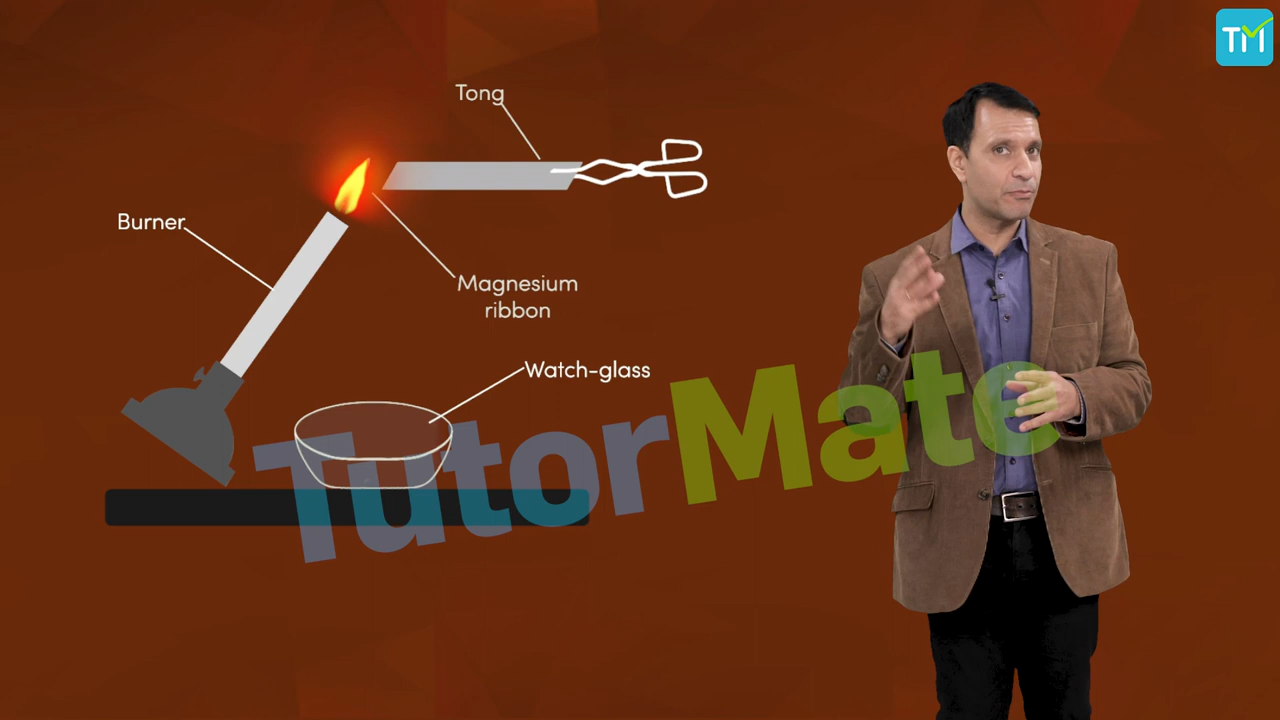 TM
Tong
Burner
Magnesium
ribbon
Watch-glass
TutorMate